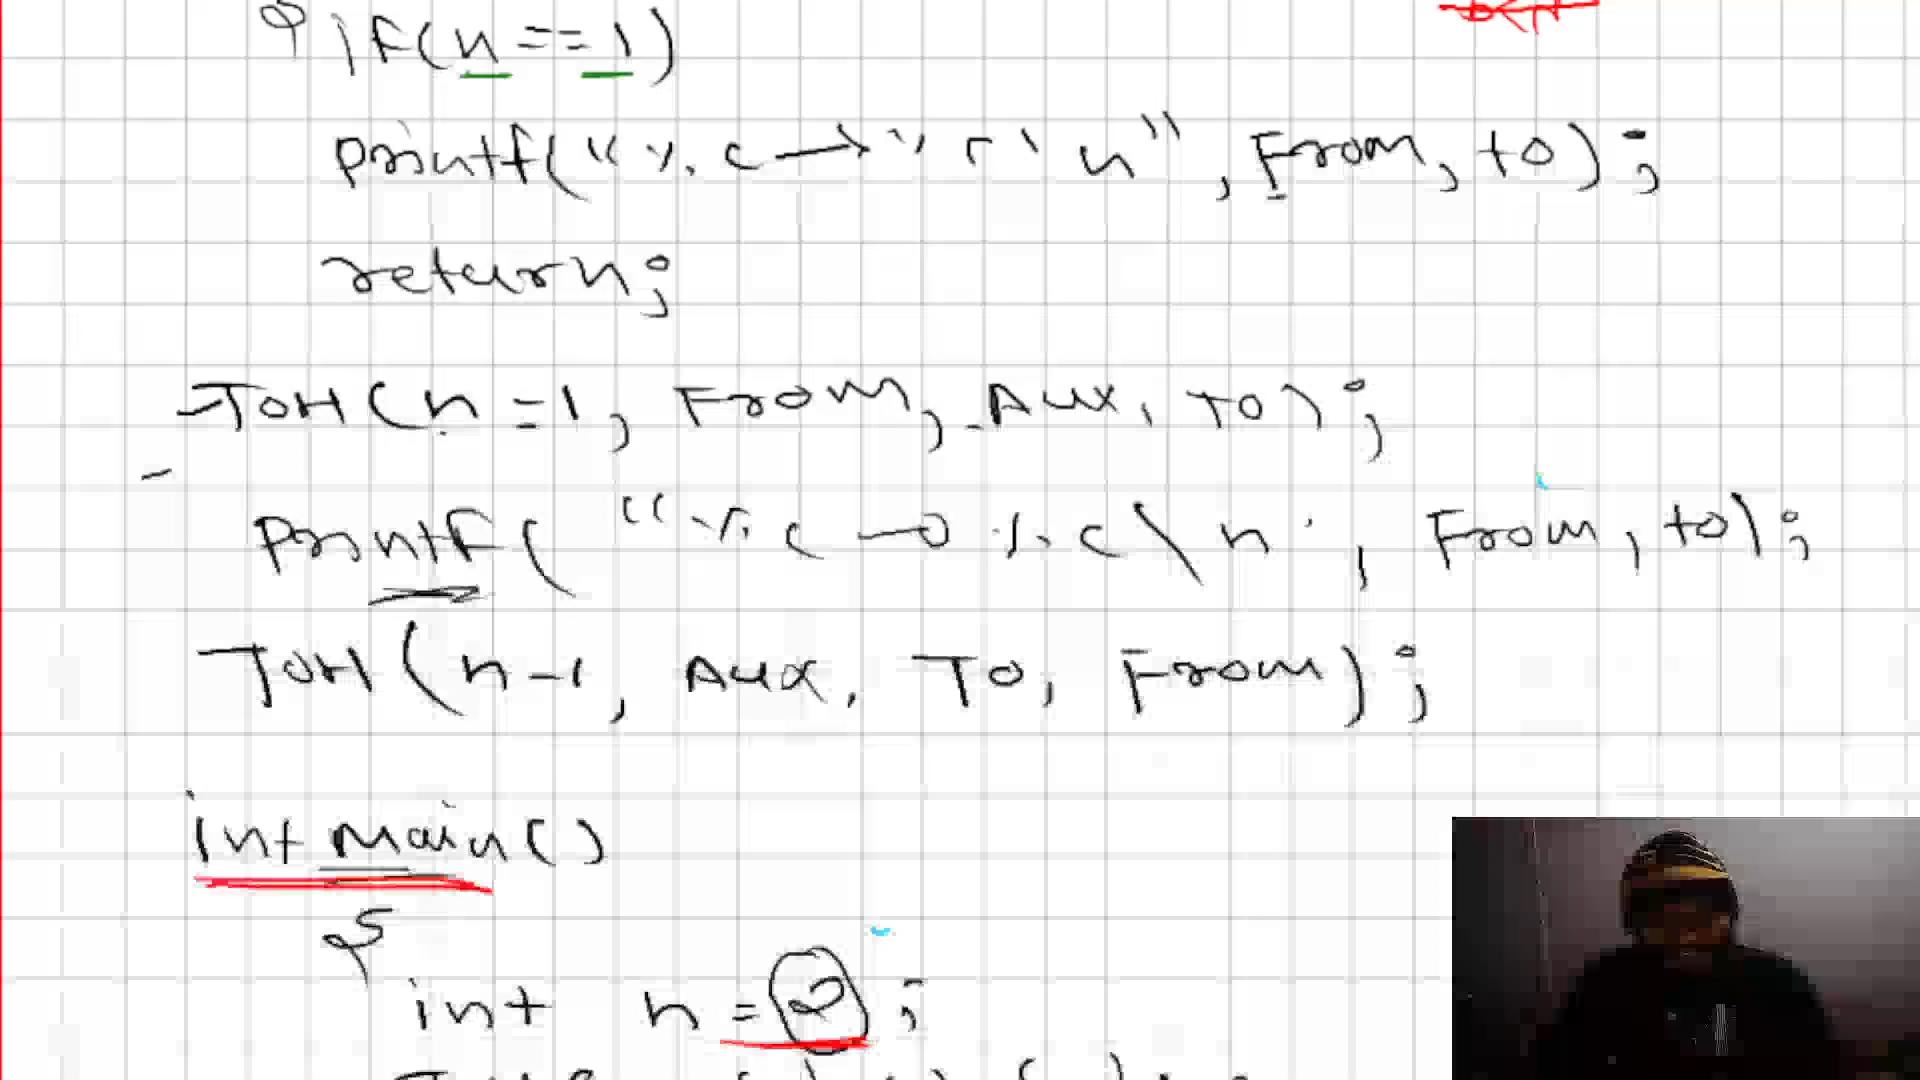 { if(n==1)
printf("%c→%c\n", From, to);
return;
TOH(n=1, From, Aux, To);
printf("%c→%c\n", From, to);
TOH(n-1, Aux, To, From);
int main()
{
int n=2;